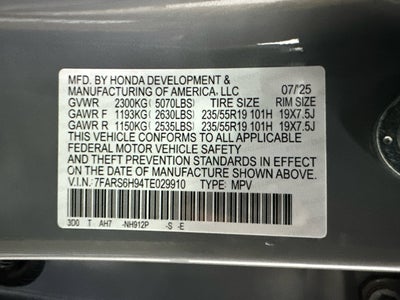 MFD. BY HONDA DEVELOPMENT &
MANUFACTURING OF AMERICA, LLC 07/'25
GVWR 2300KG( 5070LBS) TIRE SIZE RIM SIZE
GAWR F 1193KG( 2630LBS) 235/55R19 101H 19X7.5J
GAWR R 1150KG( 2535LBS) 235/55R19 101H 19X7.5J
THIS VEHICLE CONFORMS TO ALL APPLICABLE
FEDERAL MOTOR VEHICLE SAFETY AND
THEFT PREVENTION STANDARDS IN EFFECT
ON THE DATE OF MANUFACTURE SHOWN ABOVE.
V.I.N.:7FARS6H94TE029910 TYPE: MPV
3D0 T AH7 -NH912P -S -E